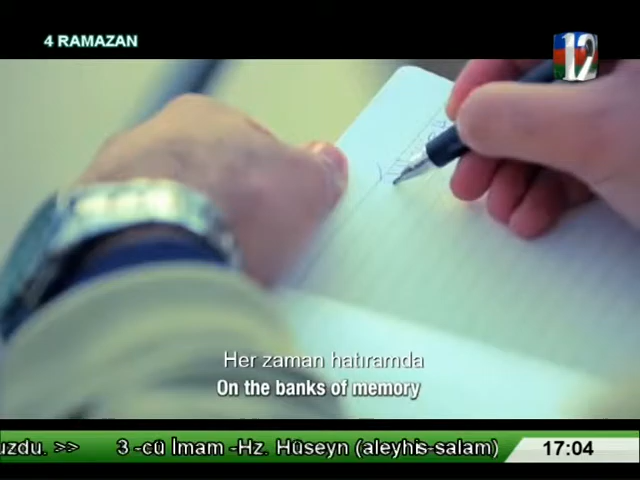 4 RAMAZAN
12
Her zaman hatıramda
On the banks of memory
uzdu. >> 3 -cü İmam -Hz. Hüseyn (aleyhis-salam)
17:04